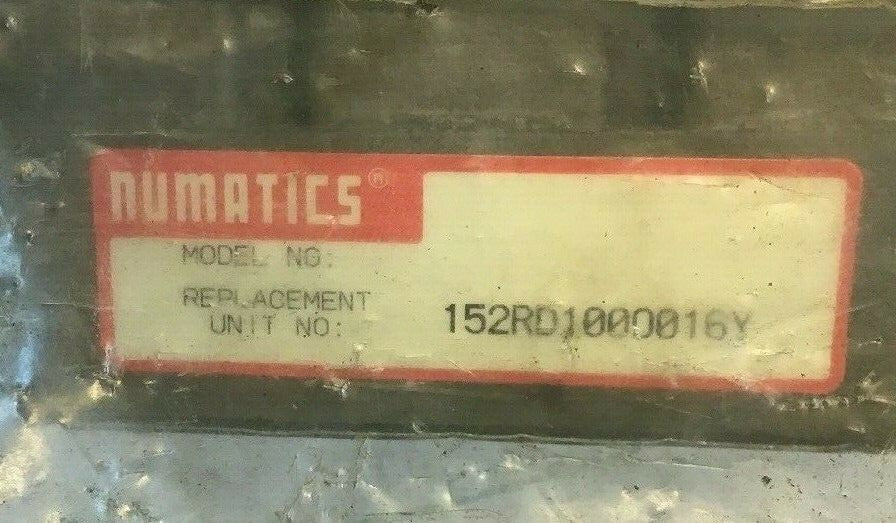 numatics®
MODEL NO:
REPLACEMENT
UNIT NO: 152RD1000016Y